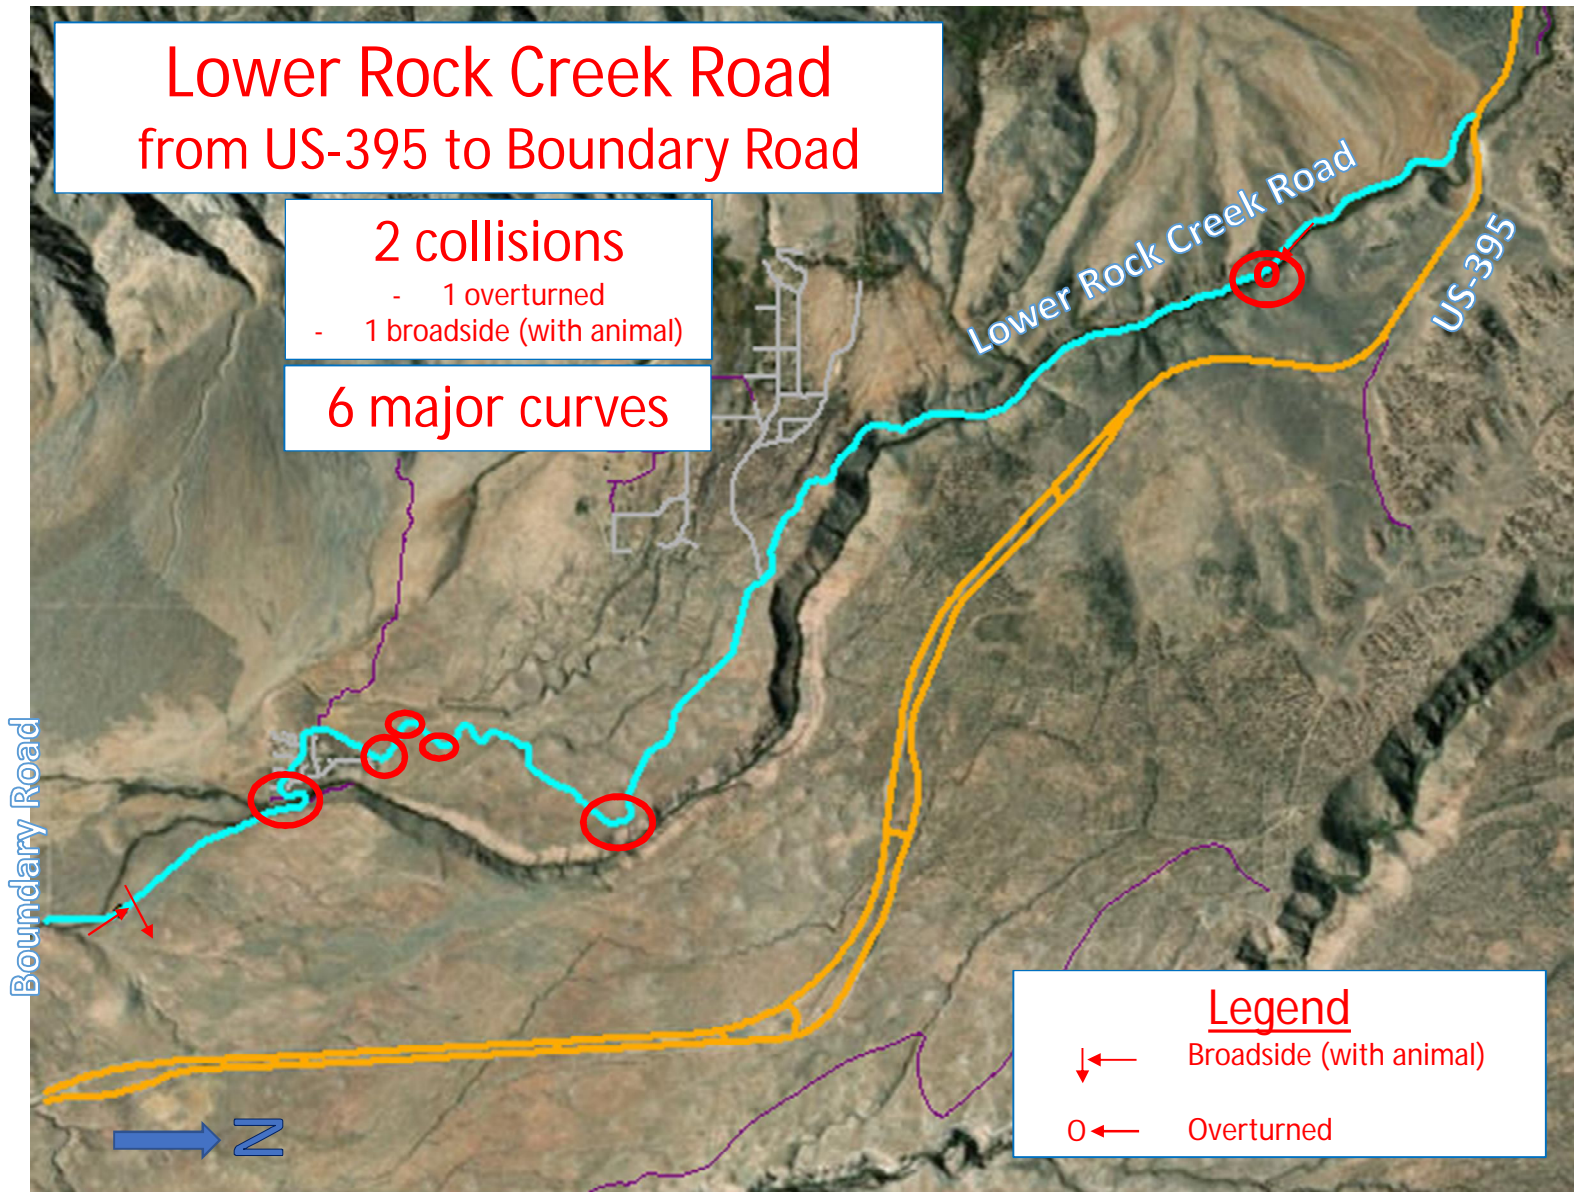 Lower Rock Creek Road
from US-395 to Boundary Road
2 collisions
- 1 overturned
- 1 broadside (with animal)
6 major curves
Lower Rock Creek Road
US-395
Boundary Road
Legend
Broadside (with animal)
O Overturned
N